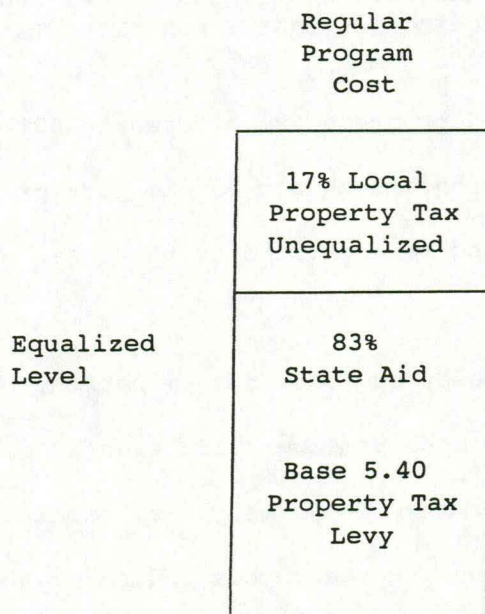 Regular
Program
Cost
17% Local
Property Tax
Unequalized
Equalized
Level
83%
State Aid
Base 5.40
Property Tax
Levy